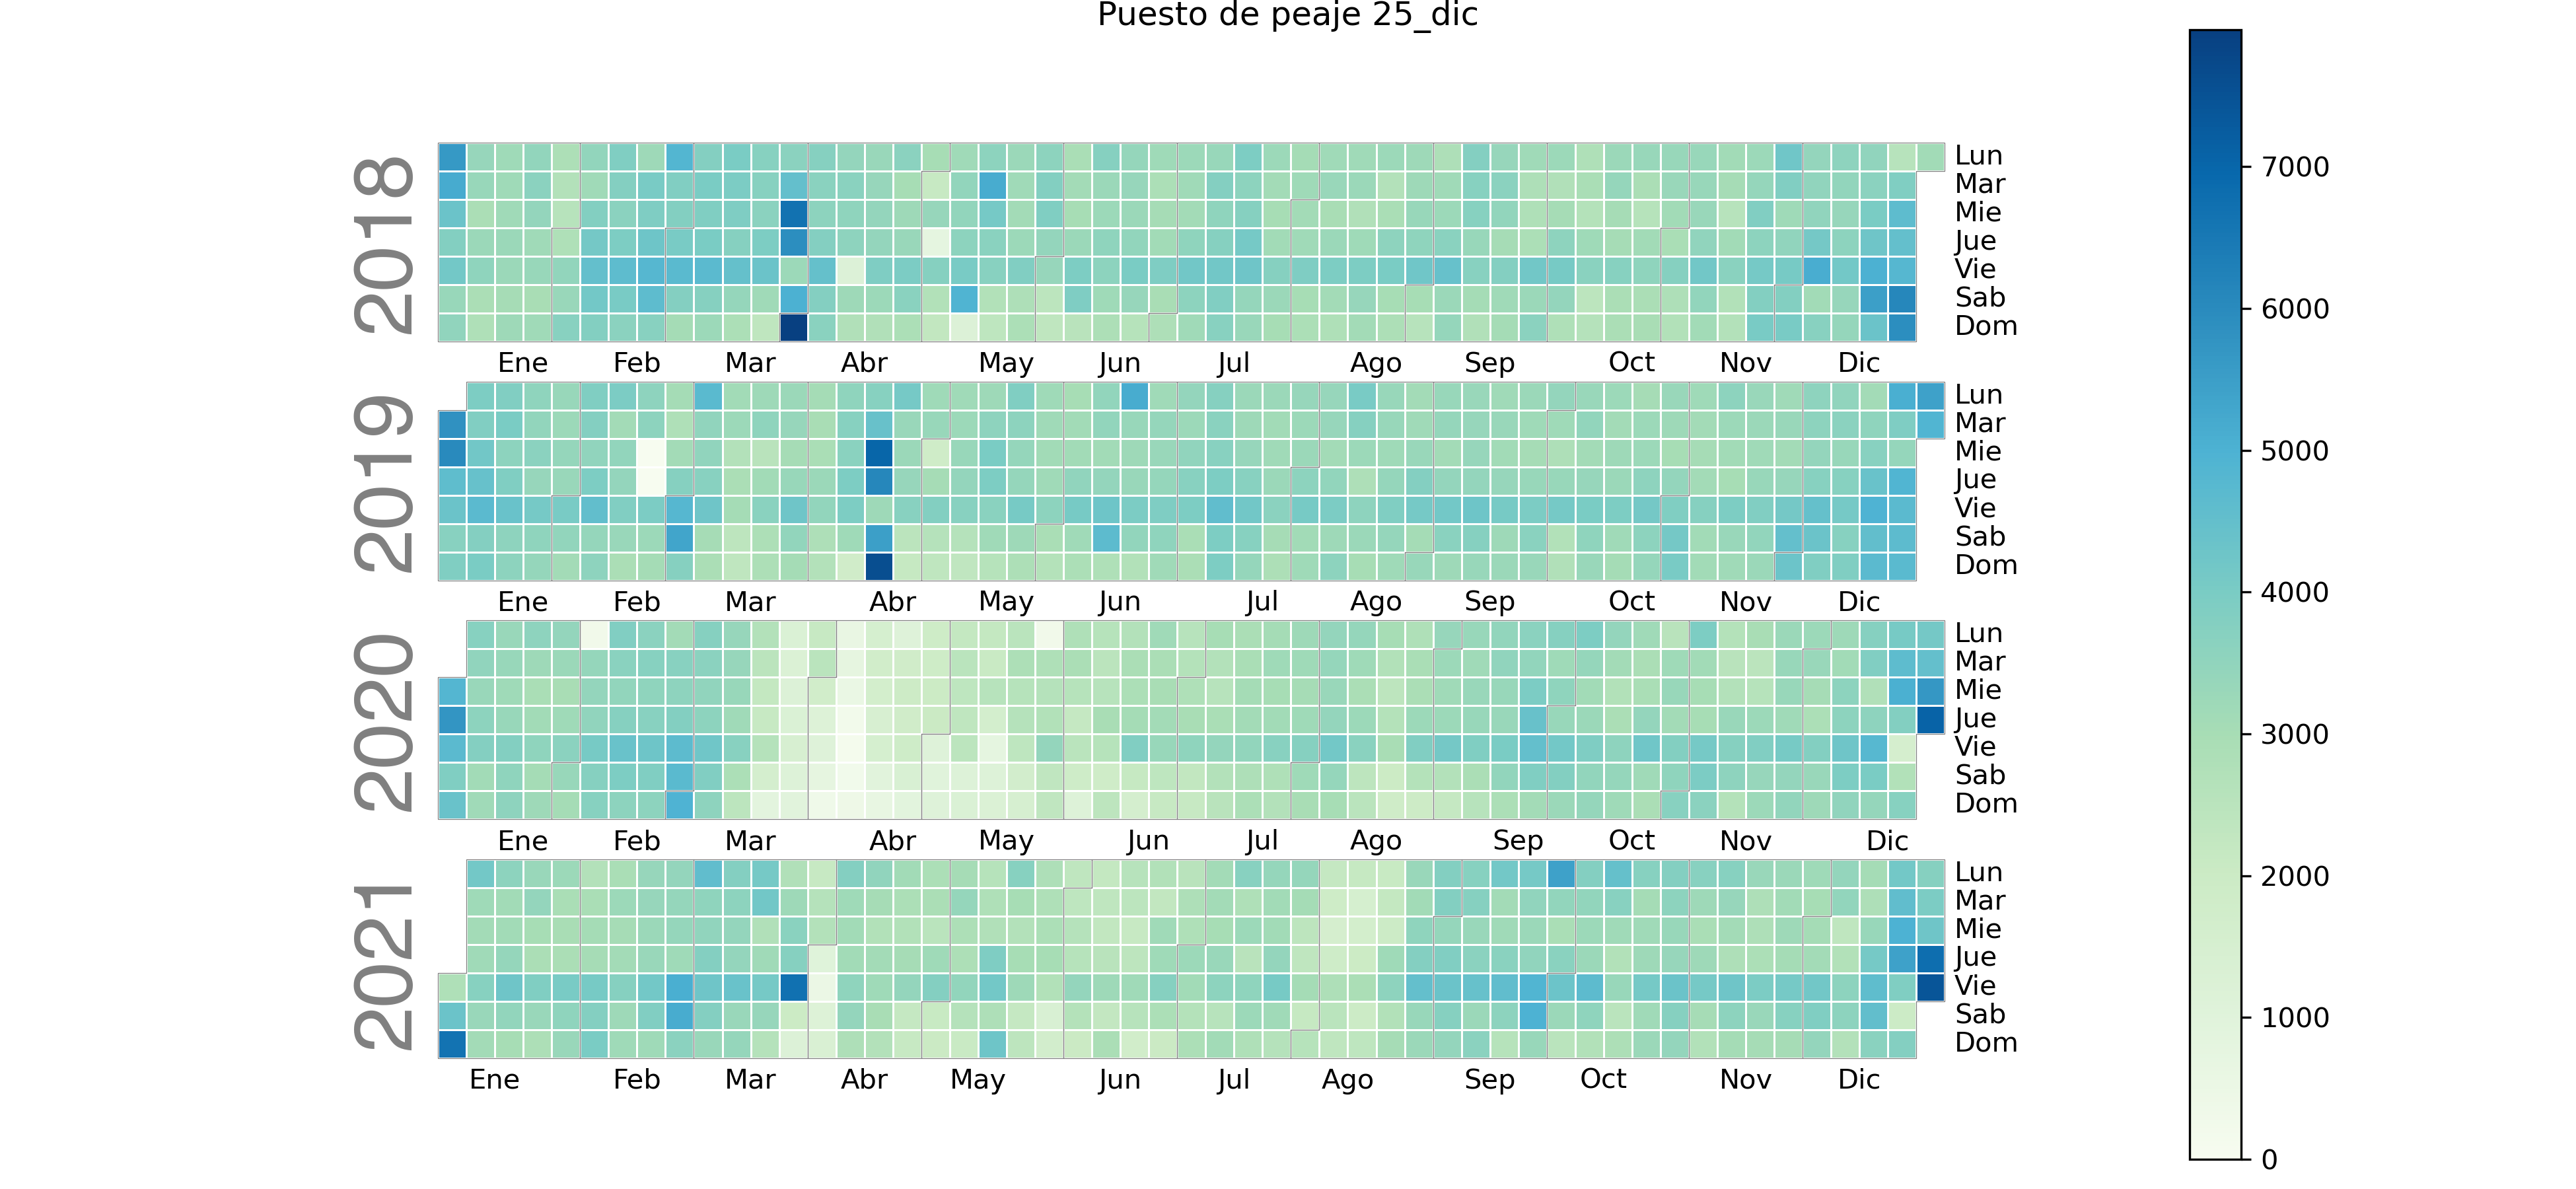 Puesto de peaje 25_dic
2018
Lun
Mar
Mie
Jue
Vie
Sab
Dom
Ene Feb Mar Abr May Jun Jul Ago Sep Oct Nov Dic
2019
Lun
Mar
Mie
Jue
Vie
Sab
Dom
Ene Feb Mar Abr May Jun Jul Ago Sep Oct Nov Dic
2020
Lun
Mar
Mie
Jue
Vie
Sab
Dom
Ene Feb Mar Abr May Jun Jul Ago Sep Oct Nov Dic
2021
Lun
Mar
Mie
Jue
Vie
Sab
Dom
Ene Feb Mar Abr May Jun Jul Ago Sep Oct Nov Dic
7000
6000
5000
4000
3000
2000
1000
0